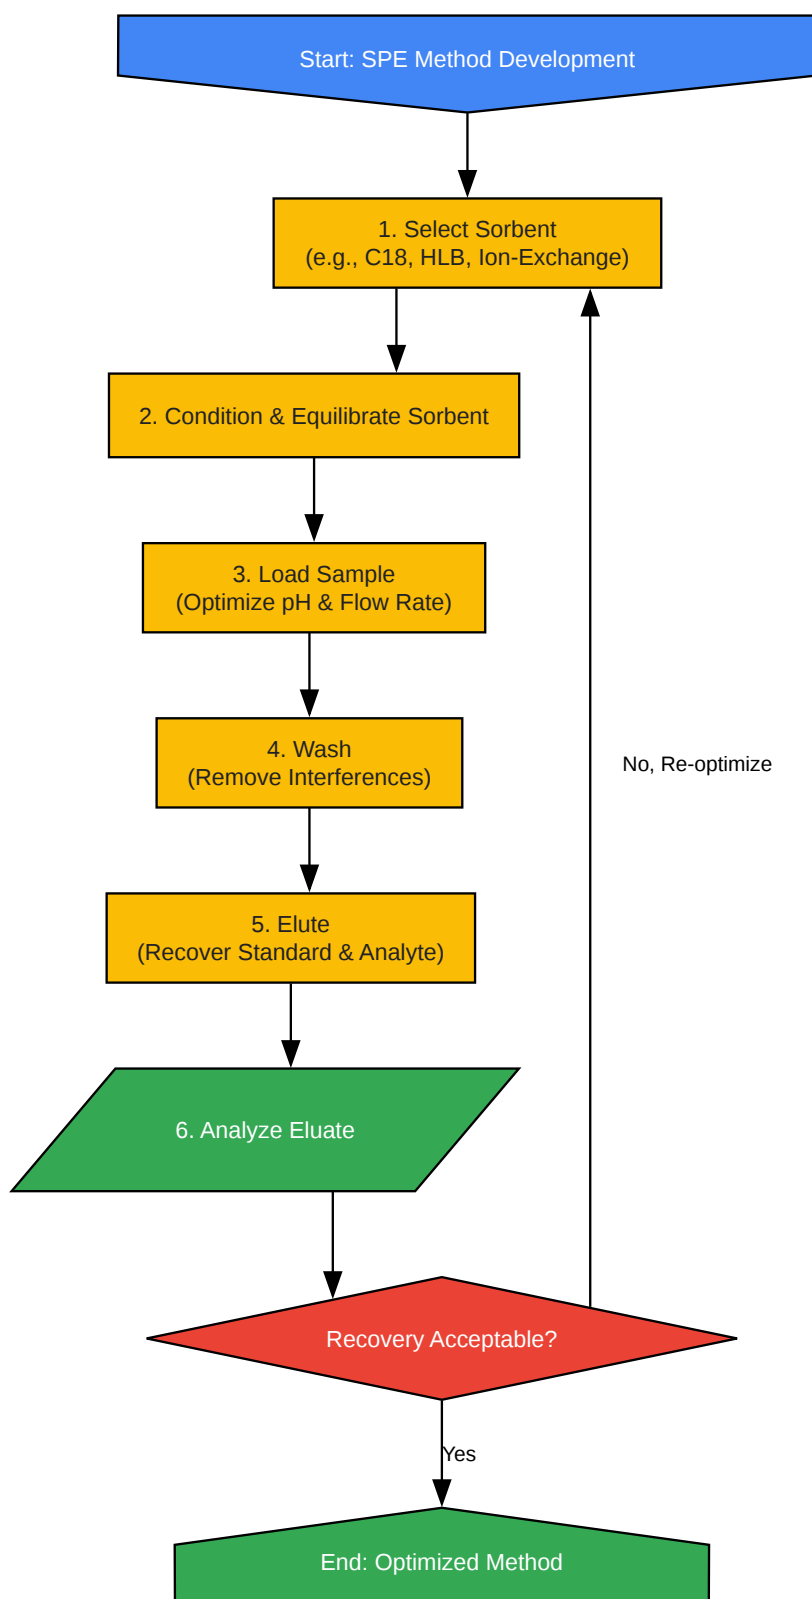 Start: SPE Method Development
1. Select Sorbent
(e.g., C18, HLB, Ion-Exchange)
2. Condition & Equilibrate Sorbent
3. Load Sample
(Optimize pH & Flow Rate)
4. Wash
(Remove Interferences)
No, Re-optimize
5. Elute
(Recover Standard & Analyte)
6. Analyze Eluate
Recovery Acceptable?
Yes
End: Optimized Method